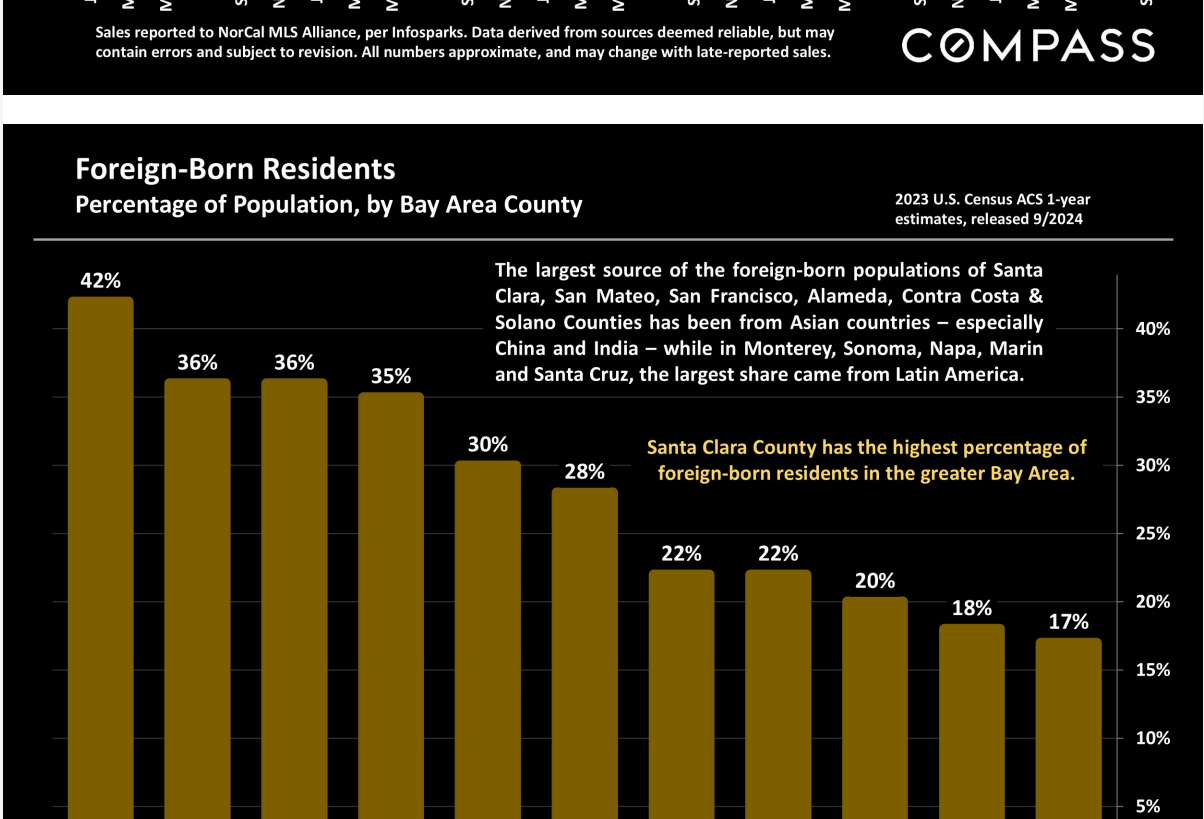 Sales reported to NorCal MLS Alliance, per Infosparks. Data derived from sources deemed reliable, but may
contain errors and subject to revision. All numbers approximate, and may change with late-reported sales.
COMPASS
Foreign-Born Residents
Percentage of Population, by Bay Area County
2023 U.S. Census ACS 1-year
estimates, released 9/2024
The largest source of the foreign-born populations of Santa
Clara, San Mateo, San Francisco, Alameda, Contra Costa &
Solano Counties has been from Asian countries – especially
China and India – while in Monterey, Sonoma, Napa, Marin
and Santa Cruz, the largest share came from Latin America.
Santa Clara County has the highest percentage of
foreign-born residents in the greater Bay Area.
42%
36%
36%
35%
30%
28%
22%
22%
20%
18%
17%
40%
35%
30%
25%
20%
15%
10%
5%